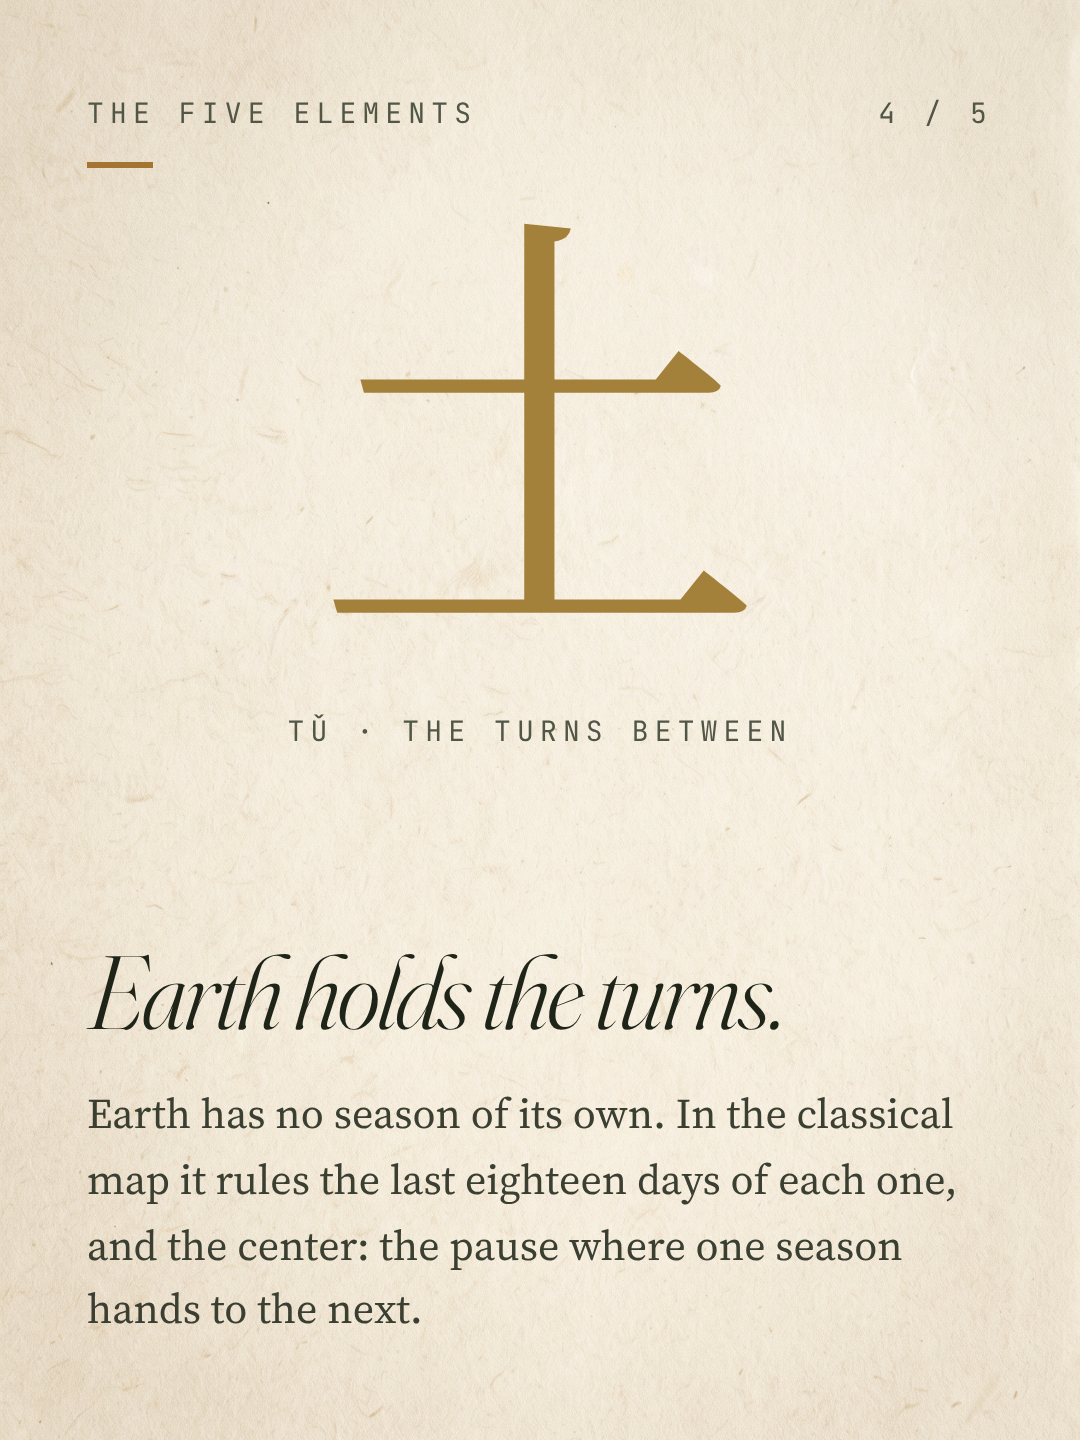 THE FIVE ELEMENTS
4 / 5
土
TǓ · THE TURNS BETWEEN
Earth holds the turns.
Earth has no season of its own. In the classical
map it rules the last eighteen days of each one,
and the center: the pause where one season
hands to the next.